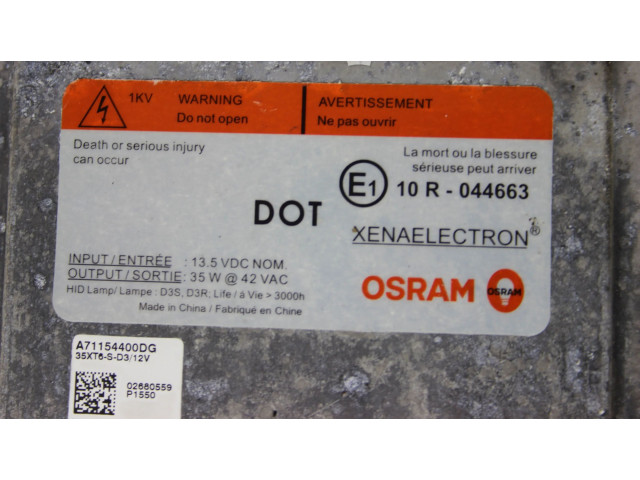 1KV
WARNING
Do not open
AVERTISSEMENT
Ne pas ouvrir
Death or serious injury
can occur
La mort ou la blessure
sérieuse peut arriver
E1 10 R - 044663
DOT
XENAELECTRON®
INPUT / ENTRÉE : 13.5 VDC NOM.
OUTPUT / SORTIE: 35 W @ 42 VAC
HID Lamp/ Lampe : D3S, D3R; Life / à Vie > 3000h
Made in China / Fabriqué en Chine
OSRAM OSRAM
A71154400DG
35XT6-S-D3/12V
02680559
P1550